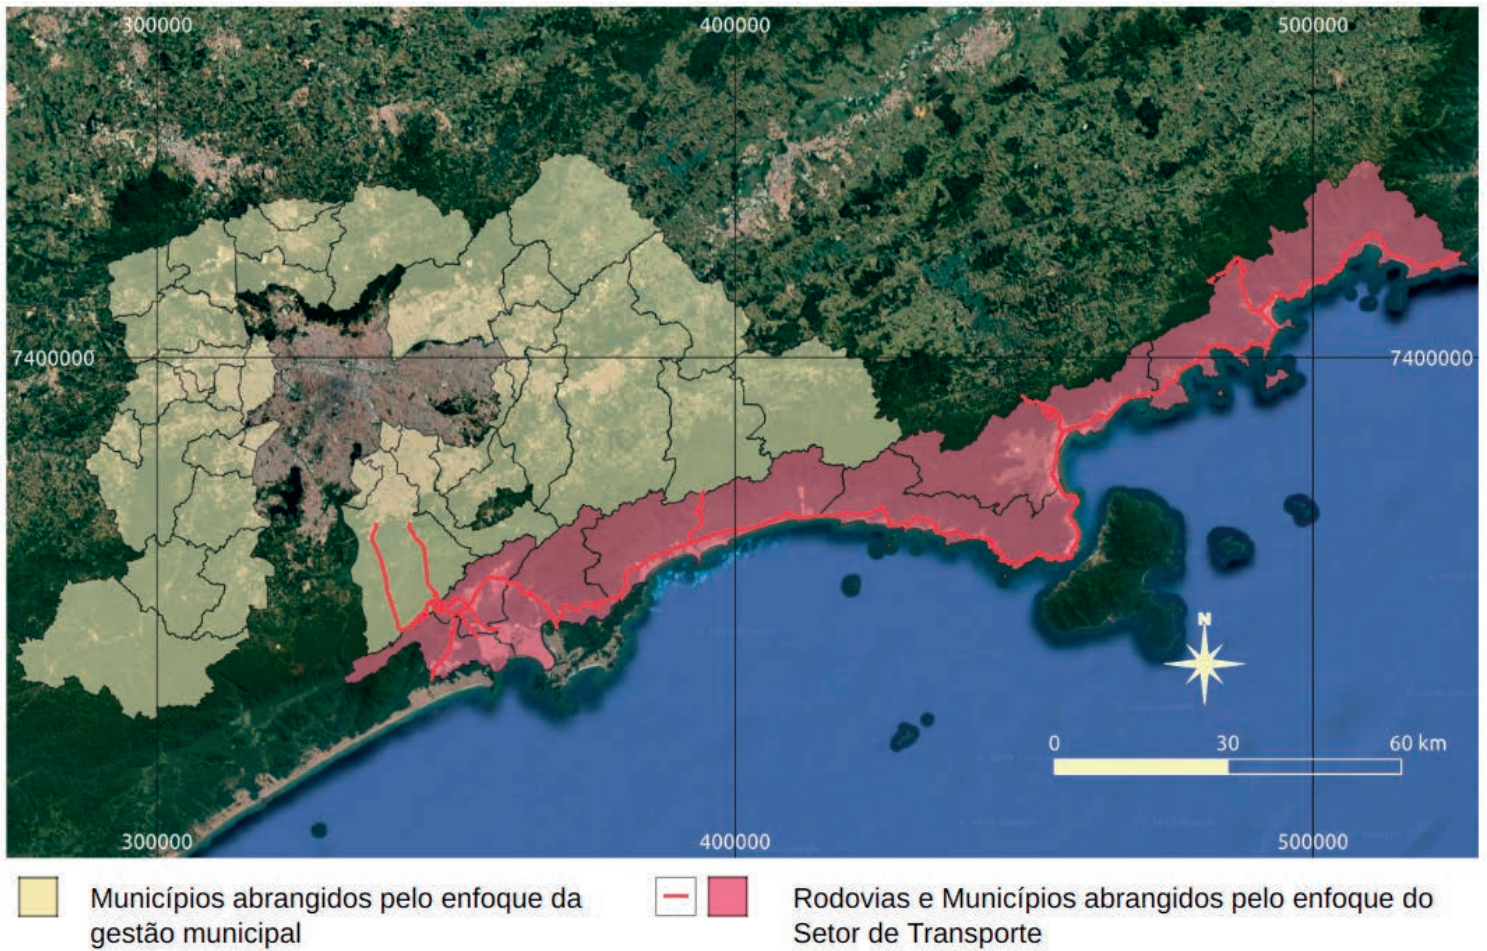 300000
400000
500000
7400000
7400000
N
0
30
60 km
300000
400000
500000
Municípios abrangidos pelo enfoque da
gestão municipal
Rodovias e Municípios abrangidos pelo enfoque do
Setor de Transporte